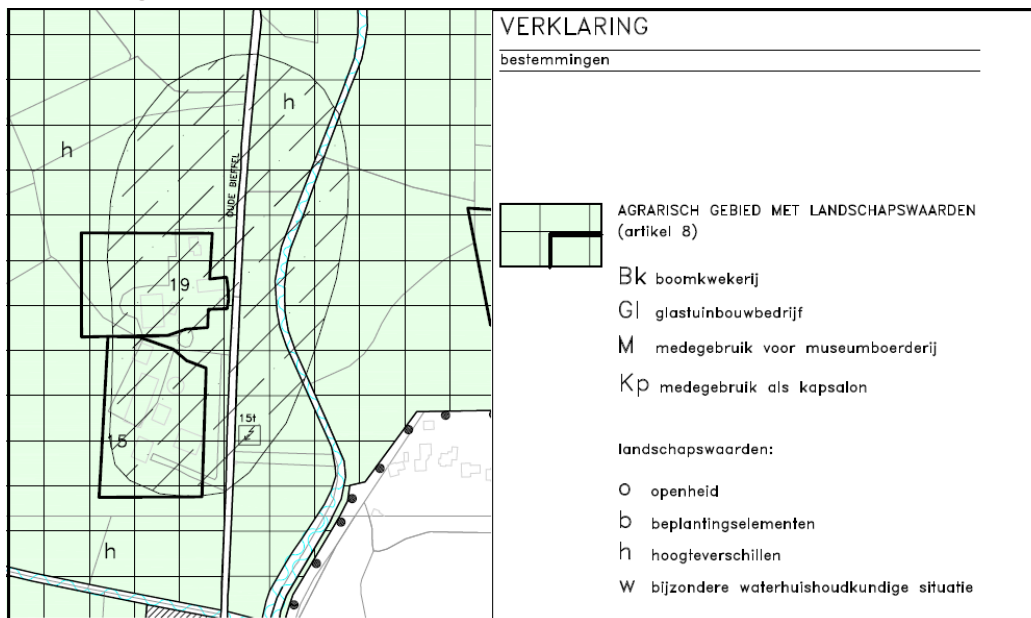 h
h
OUDE BIEFFEL
19
15t
15
h
VERKLARING
bestemmingen
AGRARISCH GEBIED MET LANDSCHAPSWAARDEN
(artikel 8)
Bk boomkwekerij
Gl glastuinbouwbedrijf
M medegebruik voor museumboerderij
Kp medegebruik als kapsalon
landschapswaarden:
o openheid
b beplantingselementen
h hoogteverschillen
w bijzondere waterhuishoudkundige situatie